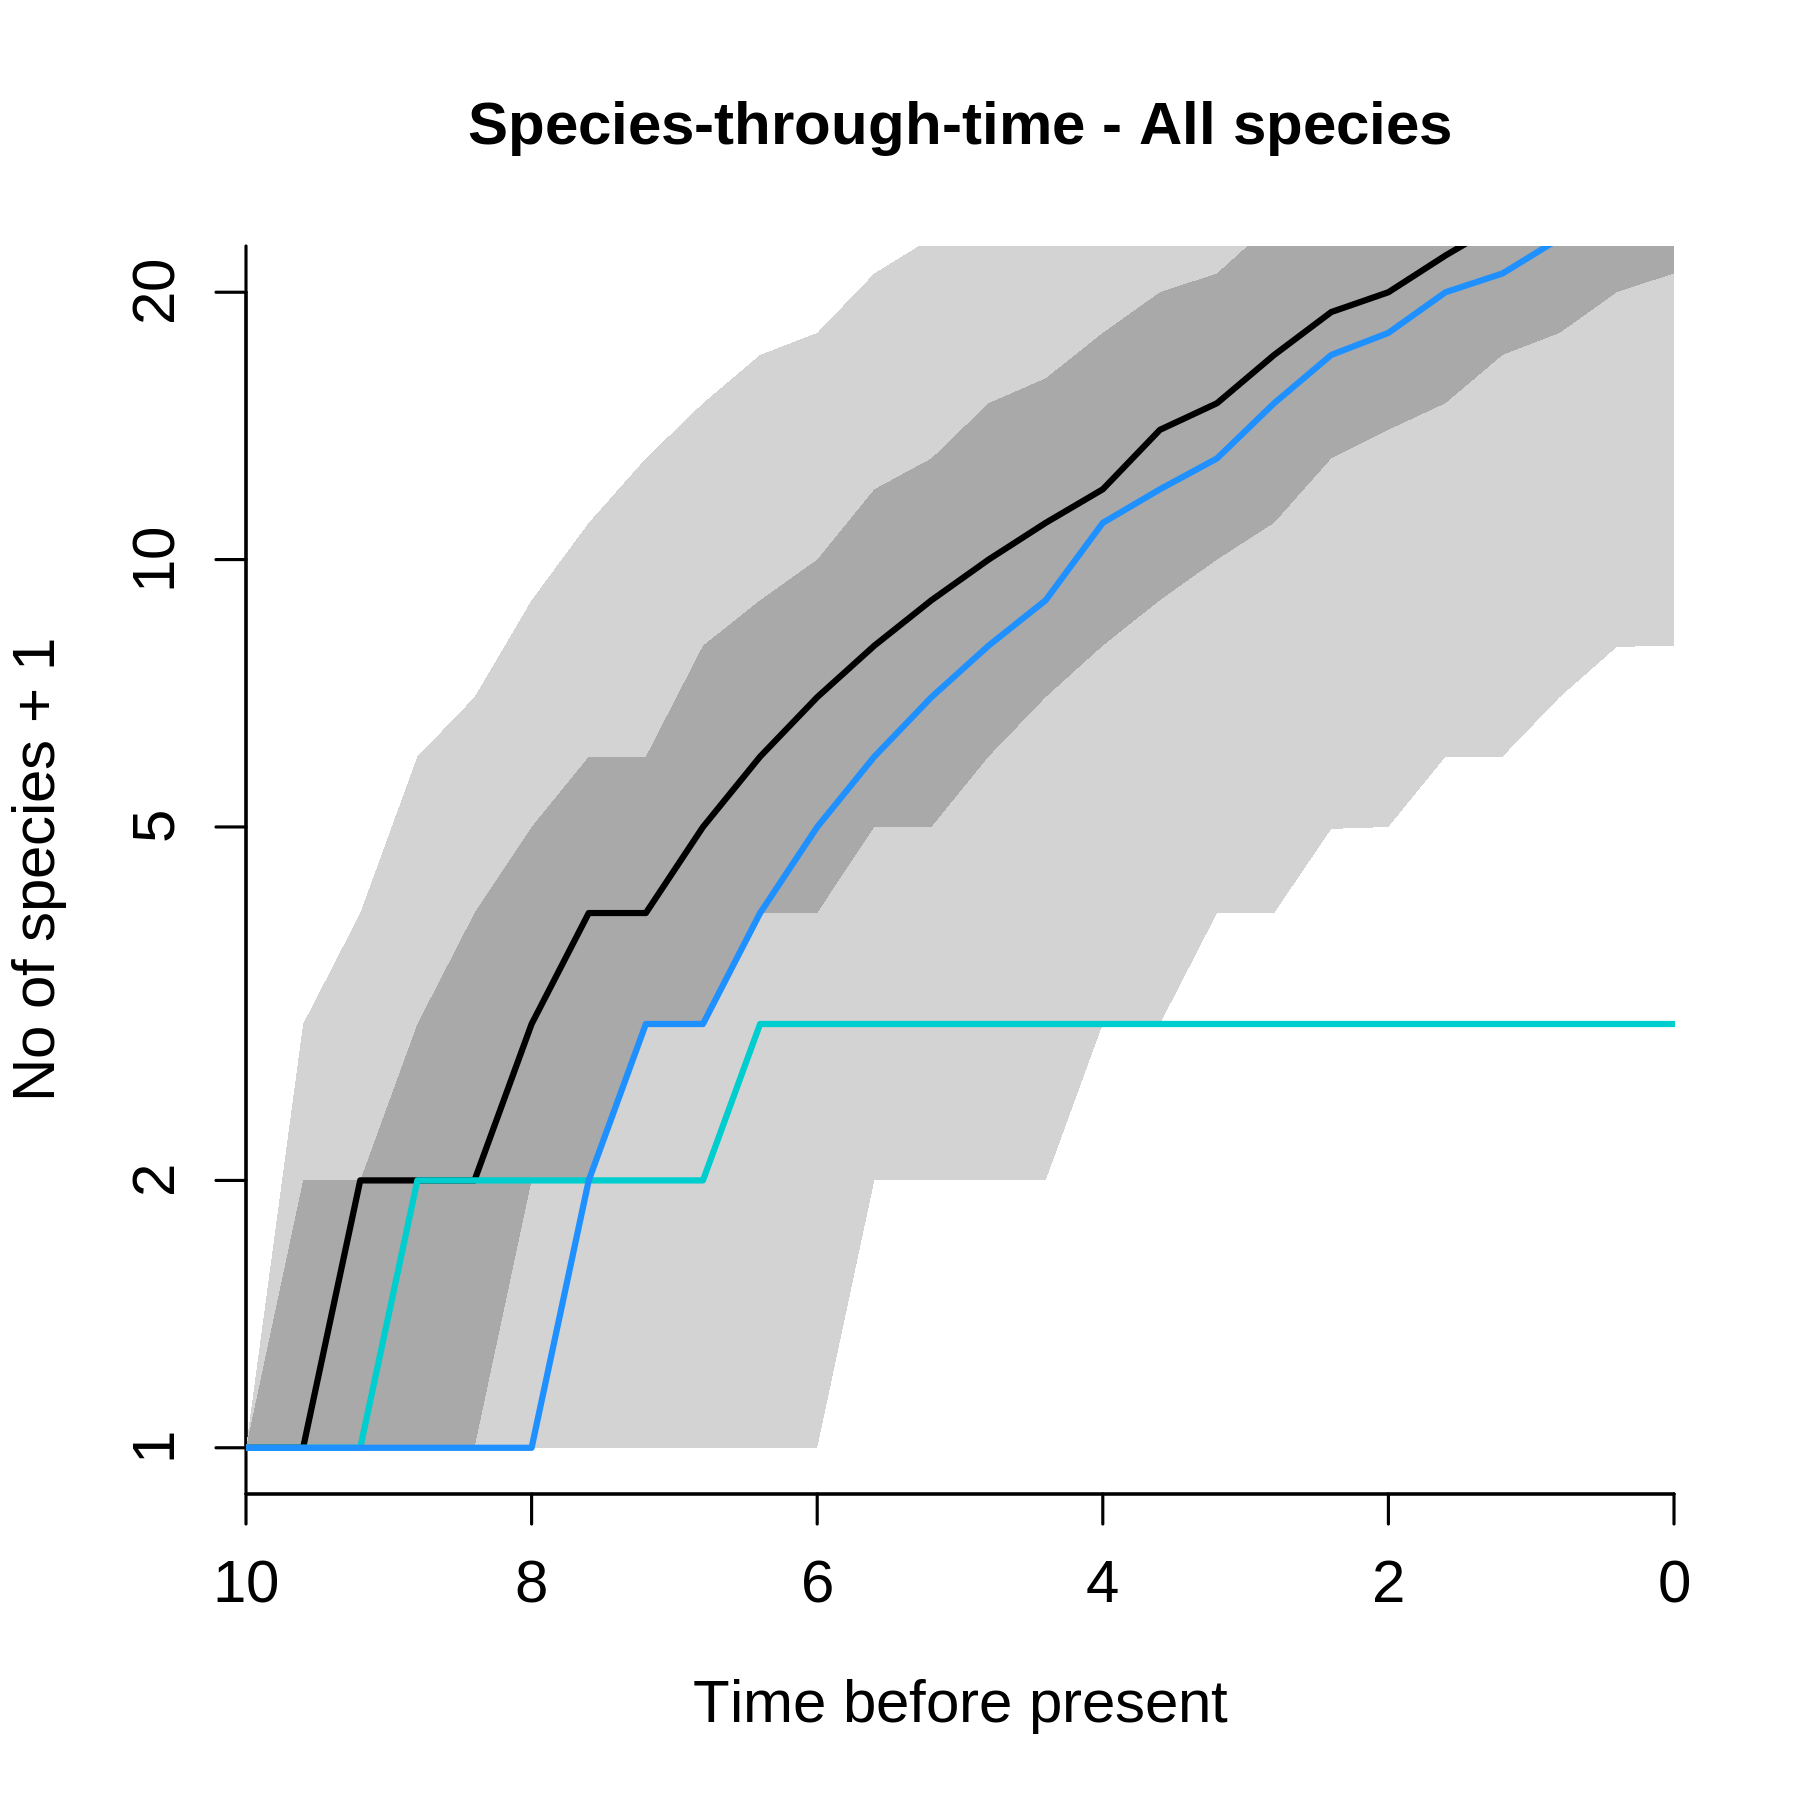 Species-through-time - All species
No of species + 1
20
10
5
2
1
10 8 6 4 2 0
Time before present